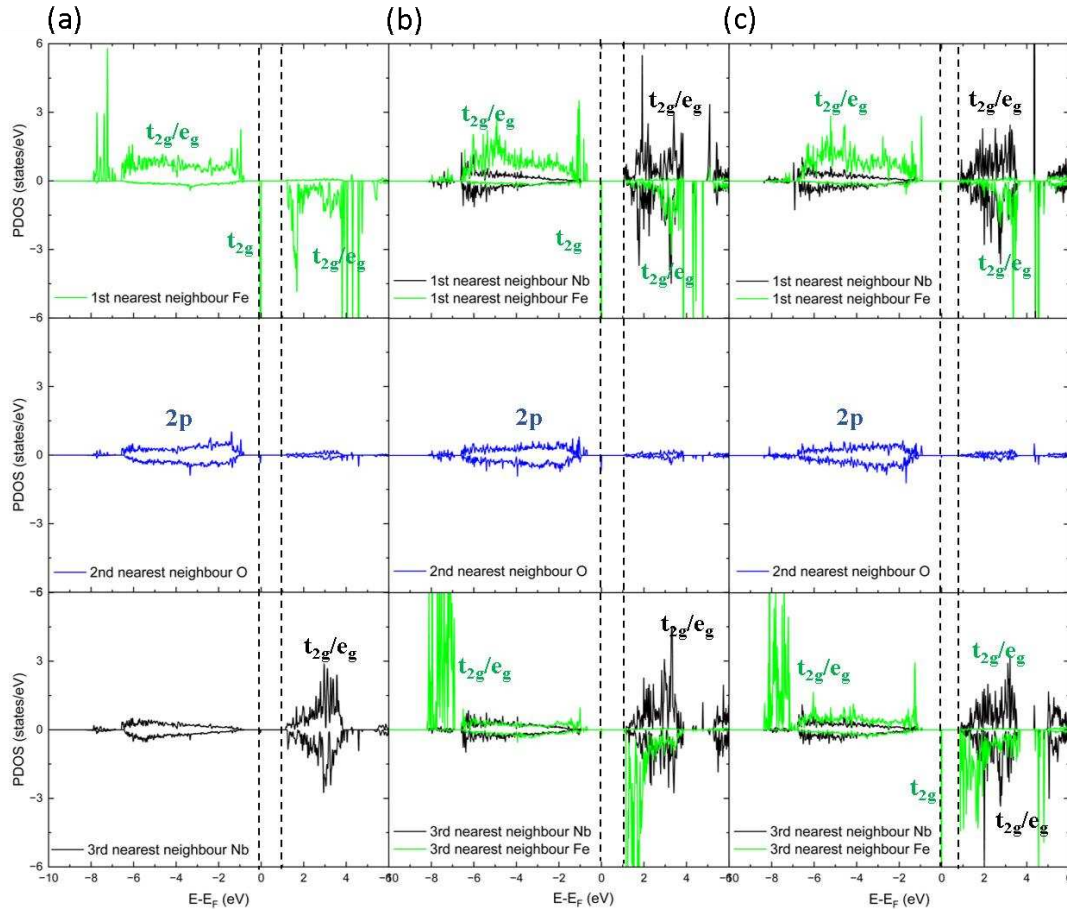 (a) (b) (c)
PDOS (states/eV)
6
3
0
−3
−6
t2g/eg
t2g
t2g/eg
1st nearest neighbour Fe
t2g/eg
t2g/eg
t2g
t2g/eg
1st nearest neighbour Nb
1st nearest neighbour Fe
t2g/eg
t2g/eg
t2g/eg
1st nearest neighbour Nb
1st nearest neighbour Fe
PDOS (states/eV)
3
0
−3
−6
2p
2nd nearest neighbour O
2p
2nd nearest neighbour O
2p
2nd nearest neighbour O
PDOS (states/eV)
3
0
−3
−6
t2g/eg
3rd nearest neighbour Nb
t2g/eg
t2g/eg
3rd nearest neighbour Nb
3rd nearest neighbour Fe
t2g/eg
t2g/eg
t2g
t2g/eg
3rd nearest neighbour Nb
3rd nearest neighbour Fe
−10 −8 −6 −4 −2 0 2 4 −8 −6 −4 −2 0 2 4 −8 −6 −4 −2 0 2 4 6
E-EF (eV) E-EF (eV) E-EF (eV)